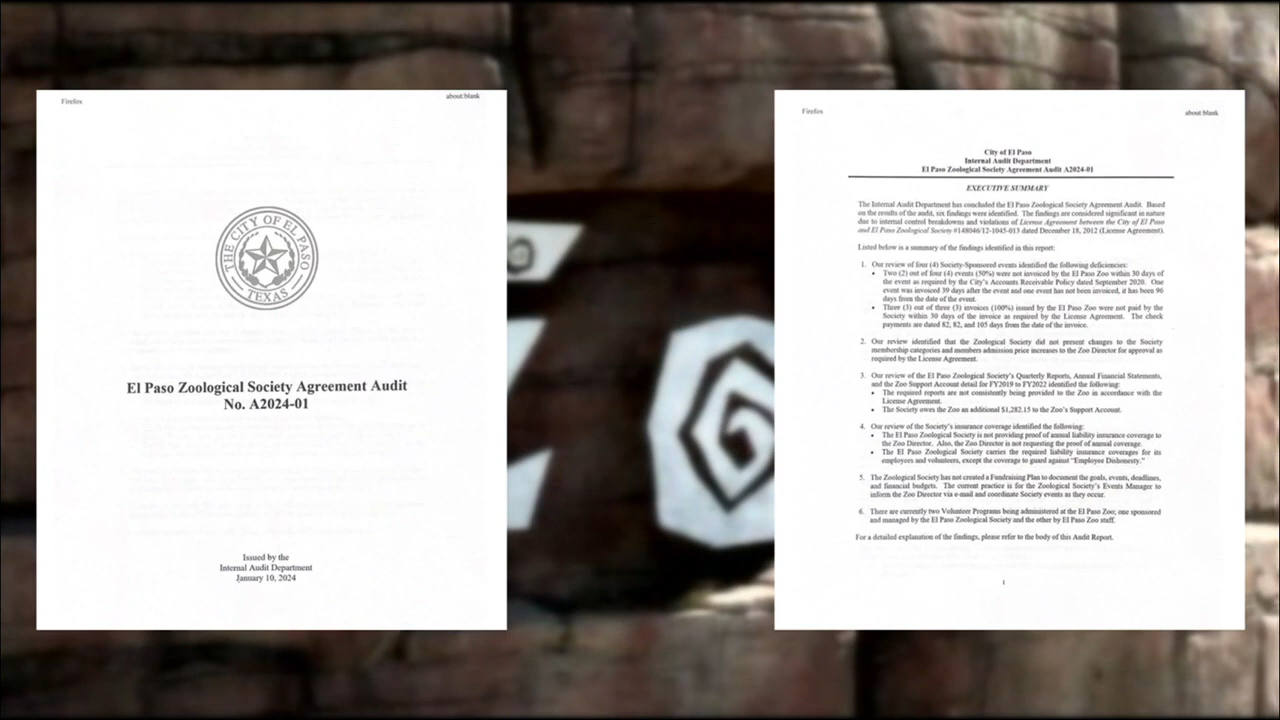 Firefox
about:blank
THE CITY OF EL PASO
TEXAS
El Paso Zoological Society Agreement Audit
No. A2024-01
Issued by the
Internal Audit Department
January 10, 2024
Firefox
about:blank
City of El Paso
Internal Audit Department
El Paso Zoological Society Agreement Audit A2024-01
EXECUTIVE SUMMARY
The Internal Audit Department has concluded the El Paso Zoological Society Agreement Audit. Based
on the results of the audit, six findings were identified. The findings are considered significant in nature
due to internal control breakdowns and violations of License Agreement between the City of El Paso
and El Paso Zoological Society #148046/12-1045-013 dated December 18, 2012 (License Agreement).
Listed below is a summary of the findings identified in this report:
1. Our review of four (4) Society-Sponsored events identified the following deficiencies:
• Two (2) out of four (4) events (50%) were not invoiced by the El Paso Zoo within 30 days of
the event as required by the City's Accounts Receivable Policy dated September 2020. One
event was invoiced 39 days after the event and one event has not been invoiced, it has been 96
days from the date of the event.
• Three (3) out of three (3) invoices (100%) issued by the El Paso Zoo were not paid by the
Society within 30 days of the invoice as required by the License Agreement. The check
payments are dated 82, 82, and 105 days from the date of the invoice.
2. Our review identified that the Zoological Society did not present changes to the Society
membership categories and members admission price increases to the Zoo Director for approval as
required by the License Agreement.
3. Our review of the El Paso Zoological Society's Quarterly Reports, Annual Financial Statements,
and the Zoo Support Account detail for FY2019 to FY2022 identified the following:
• The required reports are not consistently being provided to the Zoo in accordance with the
License Agreement.
• The Society owes the Zoo an additional $1,282.15 to the Zoo's Support Account.
4. Our review of the Society's insurance coverage identified the following:
• The El Paso Zoological Society is not providing proof of annual liability insurance coverage to
the Zoo Director. Also, the Zoo Director is not requesting the proof of annual coverage.
• The El Paso Zoological Society carries the required liability insurance coverages for its
employees and volunteers, except the coverage to guard against "Employee Dishonesty."
5. The Zoological Society has not created a Fundraising Plan to document the goals, events, deadlines,
and financial budgets. The current practice is for the Zoological Society's Events Manager to
inform the Zoo Director via e-mail and coordinate Society events as they occur.
6. There are currently two Volunteer Programs being administered at the El Paso Zoo; one sponsored
and managed by the El Paso Zoological Society and the other by El Paso Zoo staff.
For a detailed explanation of the findings, please refer to the body of this Audit Report.
1